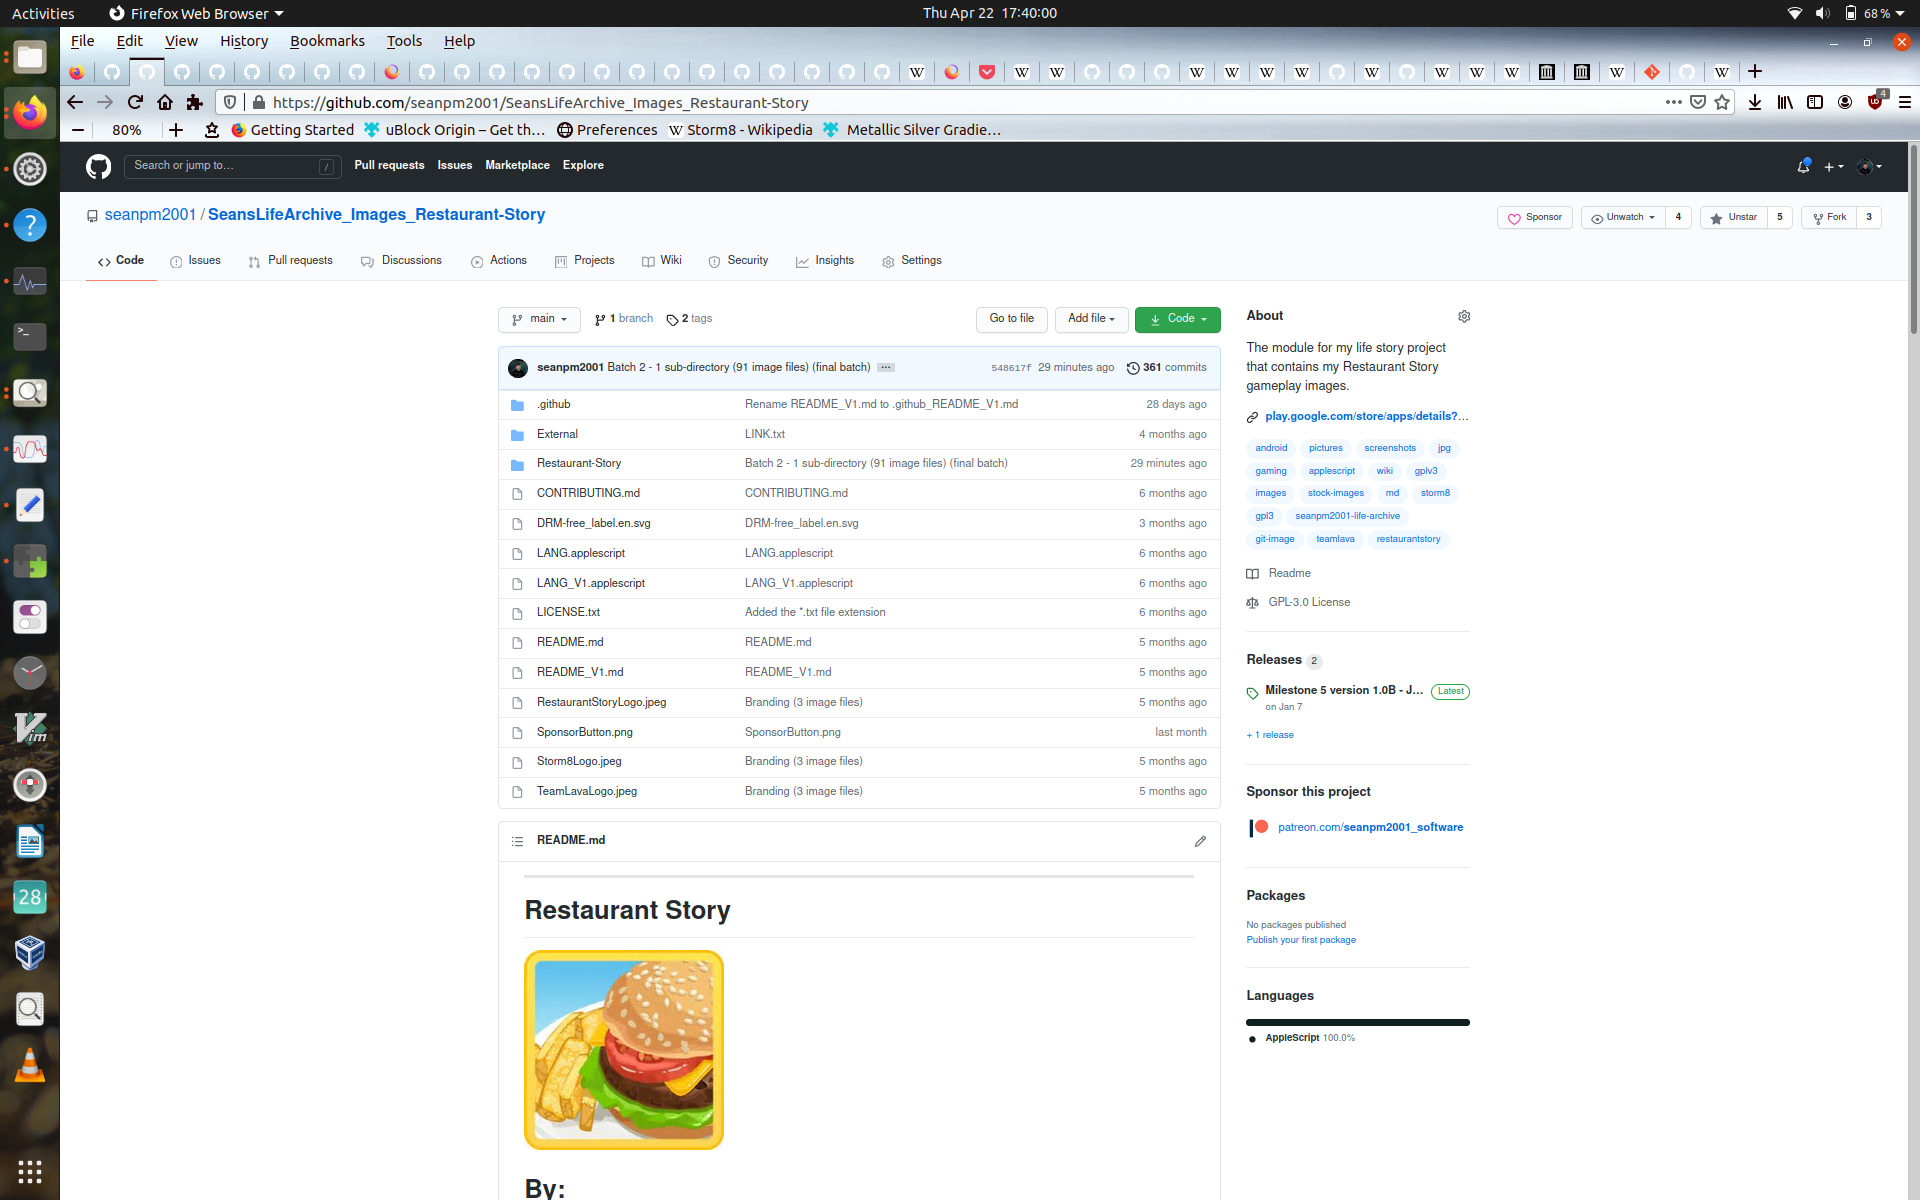 Activities Firefox Web Browser Thu Apr 22 17:40:00 68 %
File Edit View History Bookmarks Tools Help
https://github.com/seanpm2001/SeansLifeArchive_Images_Restaurant-Story 4
80% Getting Started uBlock Origin – Get th… Preferences Storm8 - Wikipedia Metallic Silver Gradie…
Search or jump to… / Pull requests Issues Marketplace Explore
seanpm2001 / SeansLifeArchive_Images_Restaurant-Story Sponsor Unwatch 4 Unstar 5 Fork 3
Code Issues Pull requests Discussions Actions Projects Wiki Security Insights Settings
main 1 branch 2 tags Go to file Add file Code
seanpm2001 Batch 2 - 1 sub-directory (91 image files) (final batch) ... 548617f 29 minutes ago 361 commits
.github Rename README_V1.md to .github_README_V1.md 28 days ago
External LINK.txt 4 months ago
Restaurant-Story Batch 2 - 1 sub-directory (91 image files) (final batch) 29 minutes ago
CONTRIBUTING.md CONTRIBUTING.md 6 months ago
DRM-free_label.en.svg DRM-free_label.en.svg 3 months ago
LANG.applescript LANG.applescript 6 months ago
LANG_V1.applescript LANG_V1.applescript 6 months ago
LICENSE.txt Added the *.txt file extension 6 months ago
README.md README.md 5 months ago
README_V1.md README_V1.md 5 months ago
RestaurantStoryLogo.jpeg Branding (3 image files) 5 months ago
SponsorButton.png SponsorButton.png last month
Storm8Logo.jpeg Branding (3 image files) 5 months ago
TeamLavaLogo.jpeg Branding (3 image files) 5 months ago
README.md
Restaurant Story
By:
About
The module for my life story project
that contains my Restaurant Story
gameplay images.
play.google.com/store/apps/details?…
android pictures screenshots jpg
gaming applescript wiki gplv3
images stock-images md storm8
gpl3 seanpm2001-life-archive
git-image teamlava restaurantstory
Readme
GPL-3.0 License
Releases 2
Milestone 5 version 1.0B - J… Latest
on Jan 7
+ 1 release
Sponsor this project
patreon.com/seanpm2001_software
Packages
No packages published
Publish your first package
Languages
AppleScript 100.0%
28